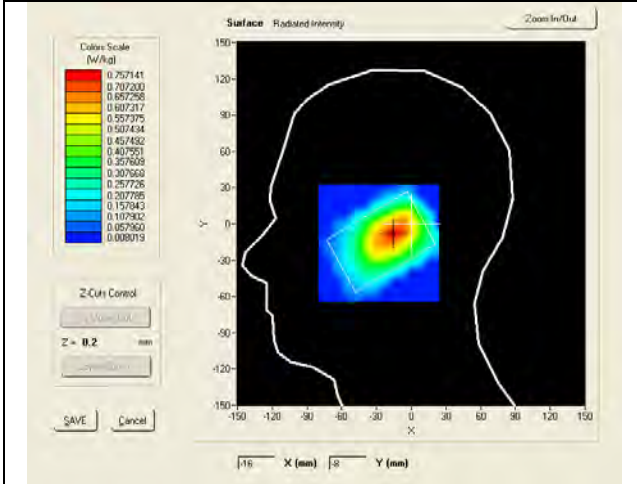 Surface Radiated Intensity
Zoom In/Out
Colors Scale
(W/kg)
0.757141
0.707200
0.657258
0.607317
0.557375
0.507434
0.457492
0.407551
0.357609
0.307668
0.257726
0.207785
0.157843
0.107902
0.057960
0.008019
150-
120-
90-
60-
30-
0-
-30-
-60-
-90-
-120-
-150-
Y
-150 -120 -90 -60 -30 0 30 60 90 120 150
X
Z-Cuts Control
Z = 0.2 mm
SAVE Cancel
-16 X (mm) -8 Y (mm)